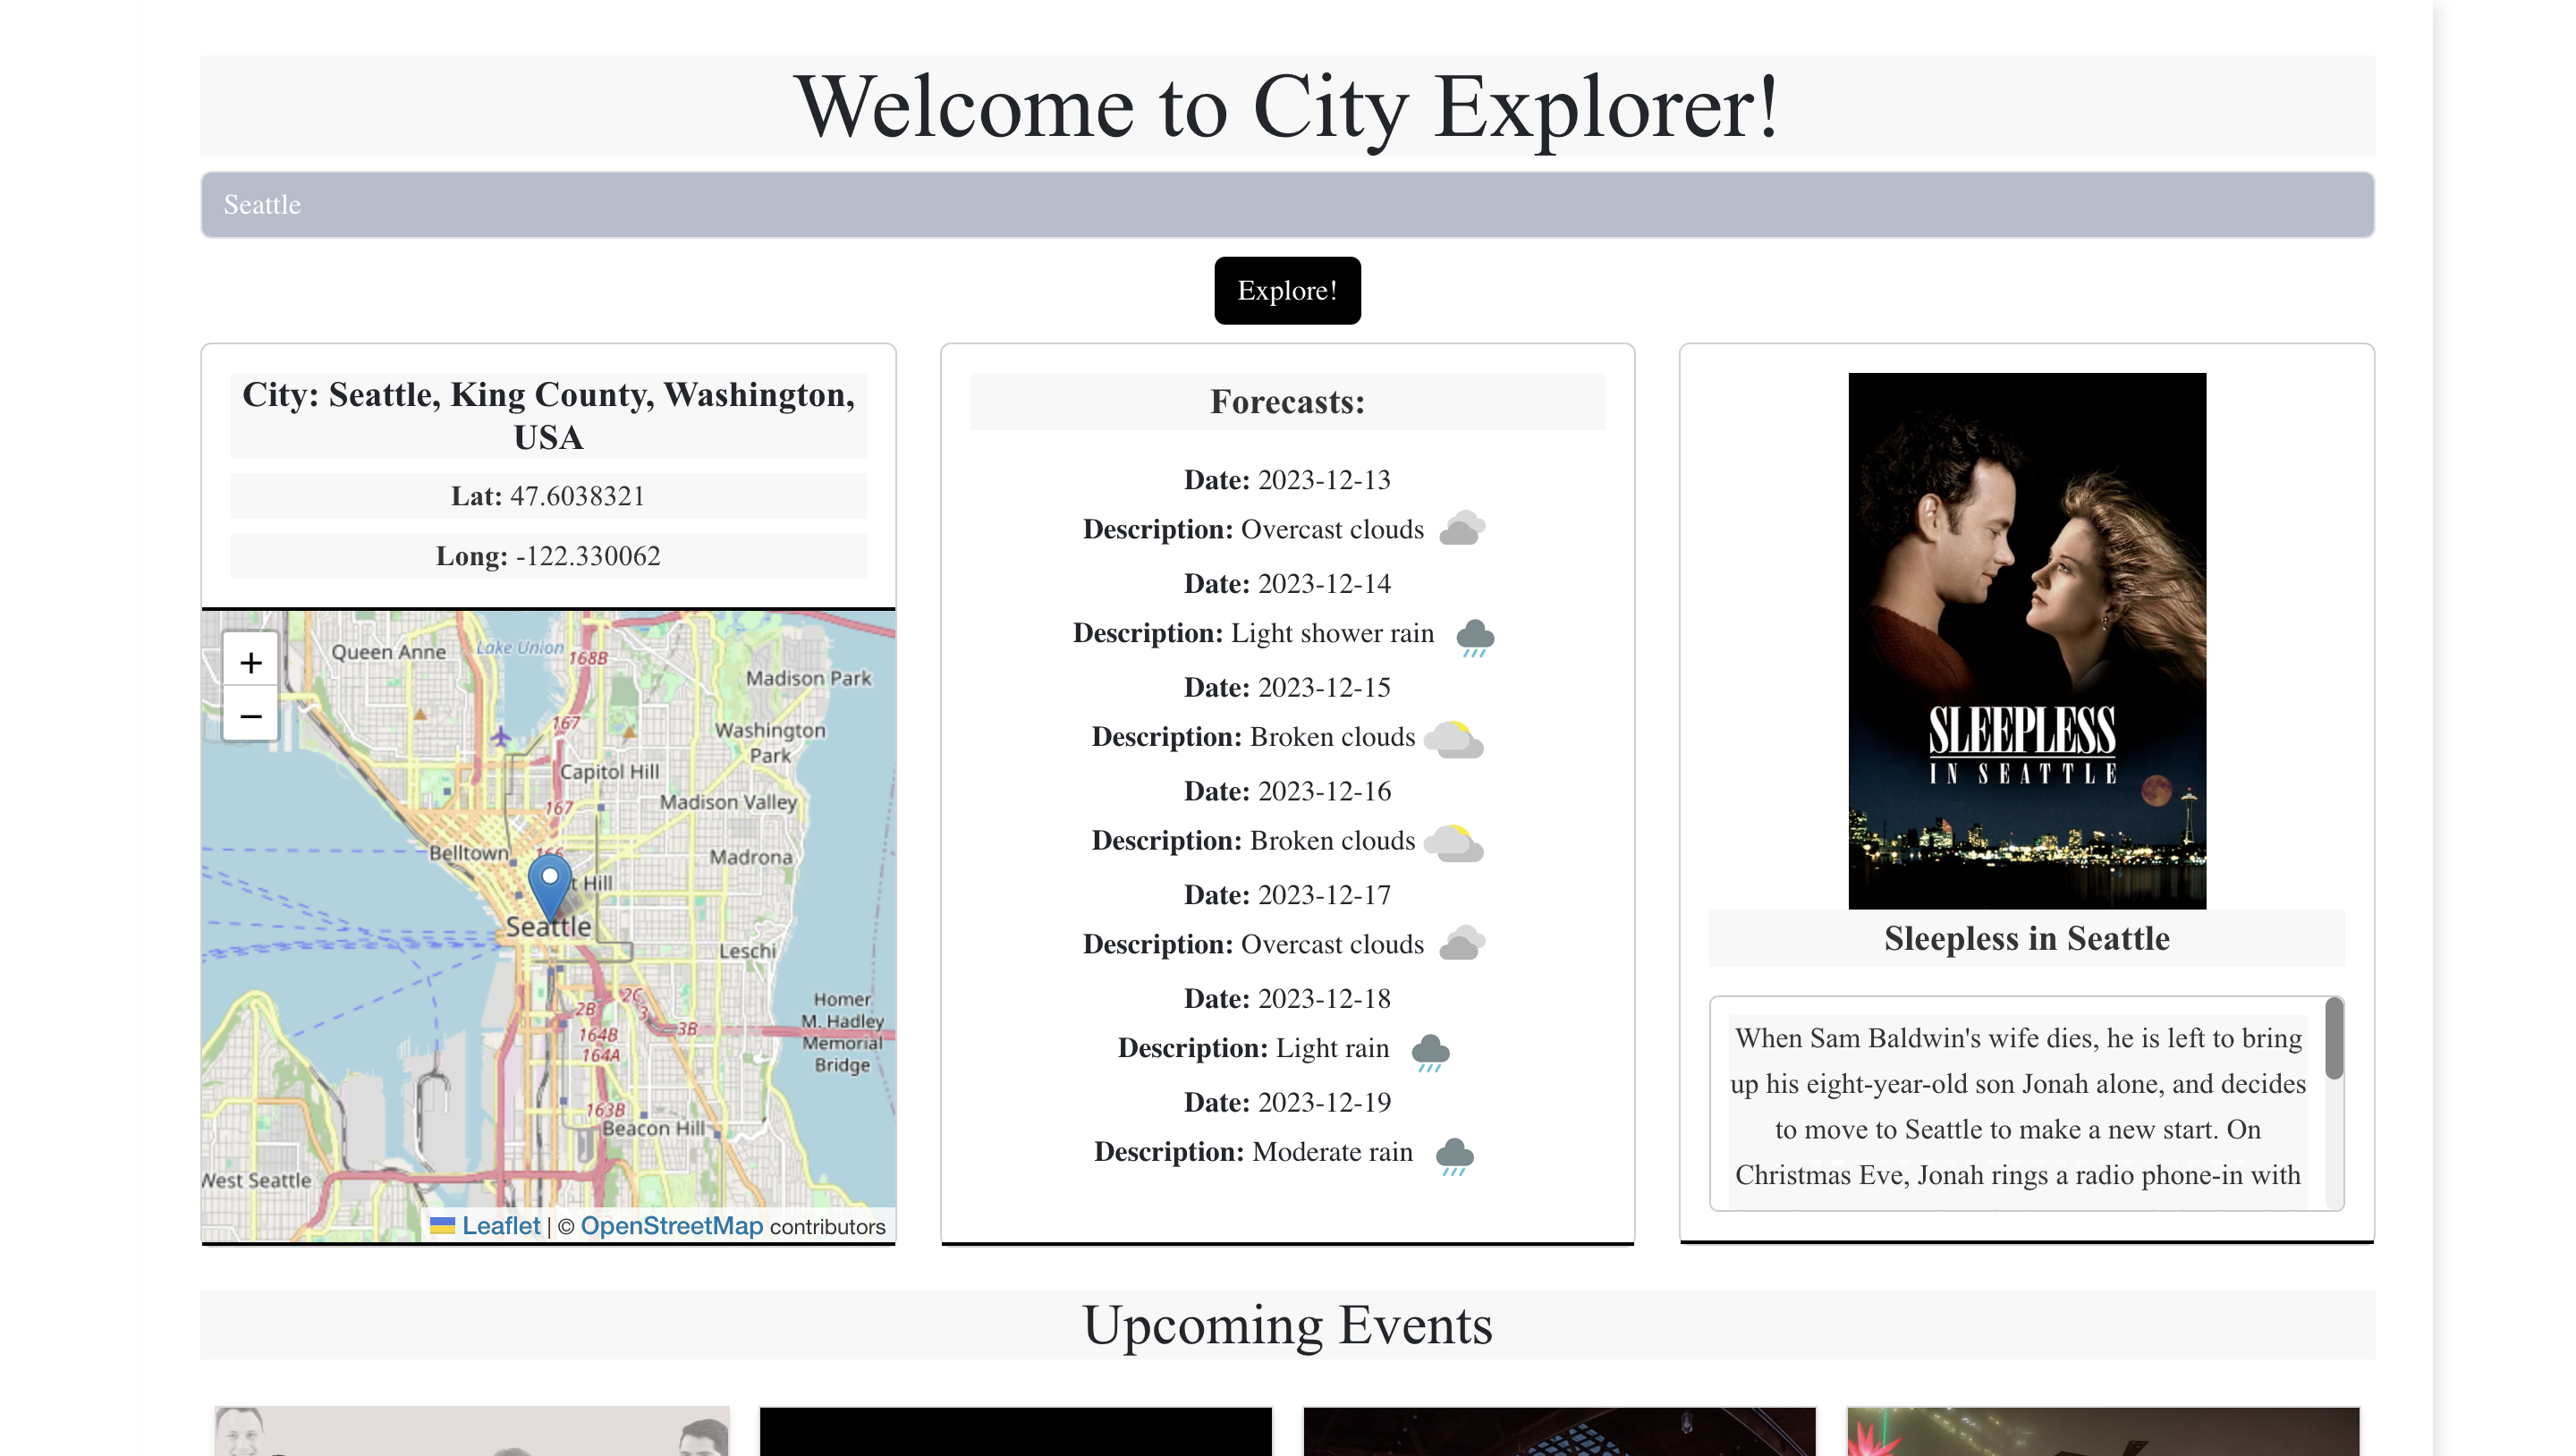 Welcome to City Explorer!
Seattle
Explore!
City: Seattle, King County, Washington,
USA
Lat: 47.6038321
Long: -122.330062
+
−
Queen Anne
Lake Union
168B
Madison Park
167
Washington
Park
Capitol Hill
167
Madison Valley
Belltown
166
Madrona
t Hill
Seattle
Leschi
2C
2B
3
3B
Homer
M. Hadley
Memorial
Bridge
164B
164A
163B
Beacon Hill
West Seattle
Leaflet | © OpenStreetMap contributors
Forecasts:
Date: 2023-12-13
Description: Overcast clouds
Date: 2023-12-14
Description: Light shower rain
Date: 2023-12-15
Description: Broken clouds
Date: 2023-12-16
Description: Broken clouds
Date: 2023-12-17
Description: Overcast clouds
Date: 2023-12-18
Description: Light rain
Date: 2023-12-19
Description: Moderate rain
SLEEPLESS
IN SEATTLE
Sleepless in Seattle
When Sam Baldwin's wife dies, he is left to bring
up his eight-year-old son Jonah alone, and decides
to move to Seattle to make a new start. On
Christmas Eve, Jonah rings a radio phone-in with
Upcoming Events